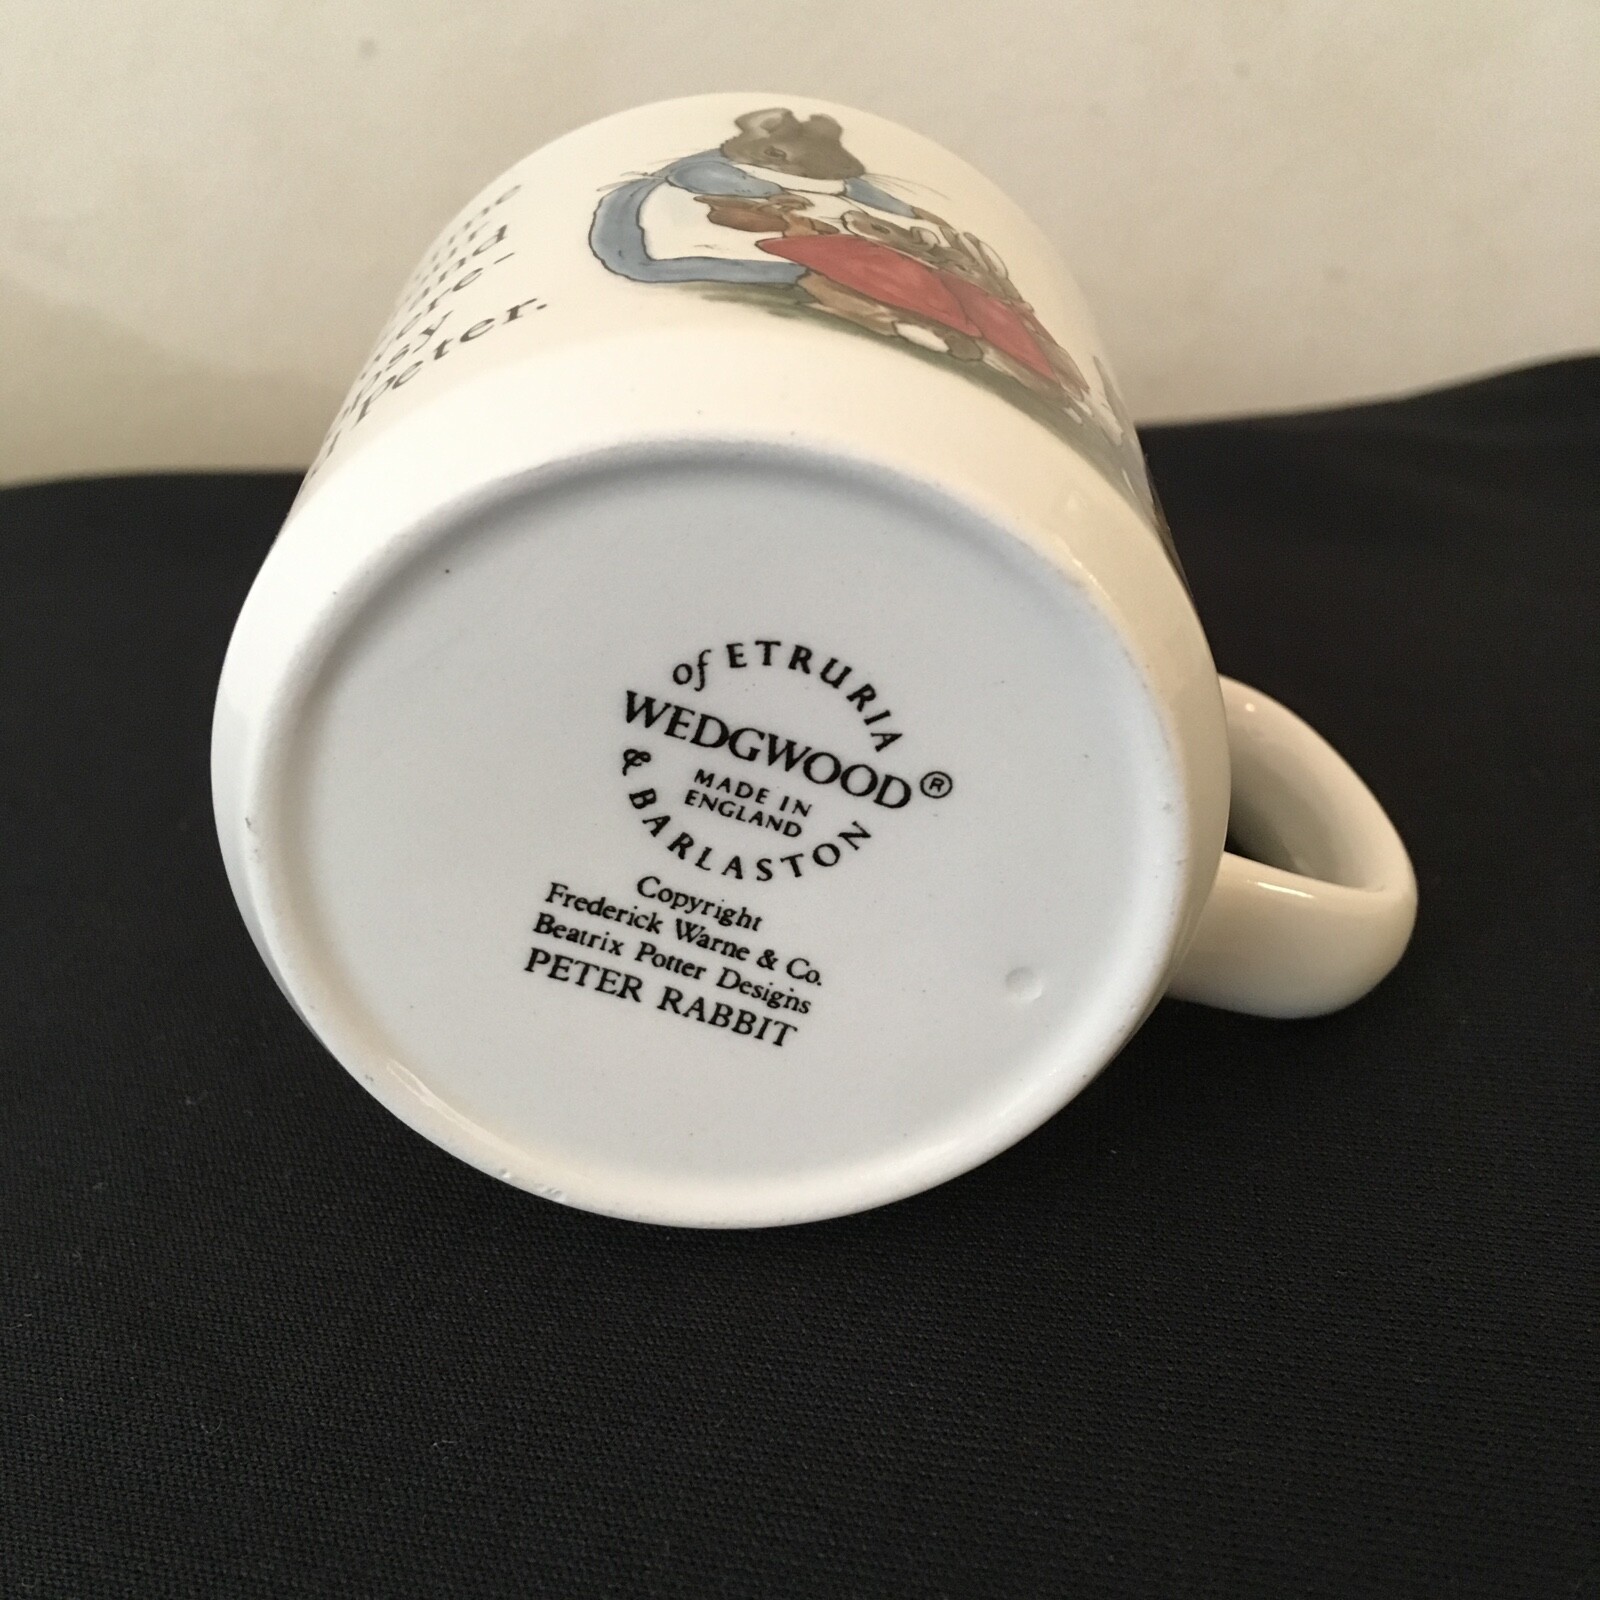 Peter.
of ETRURIA
WEDGWOOD®
MADE IN
ENGLAND
& BARLASTON
Copyright
Frederick Warne & Co.
Beatrix Potter Designs
PETER RABBIT